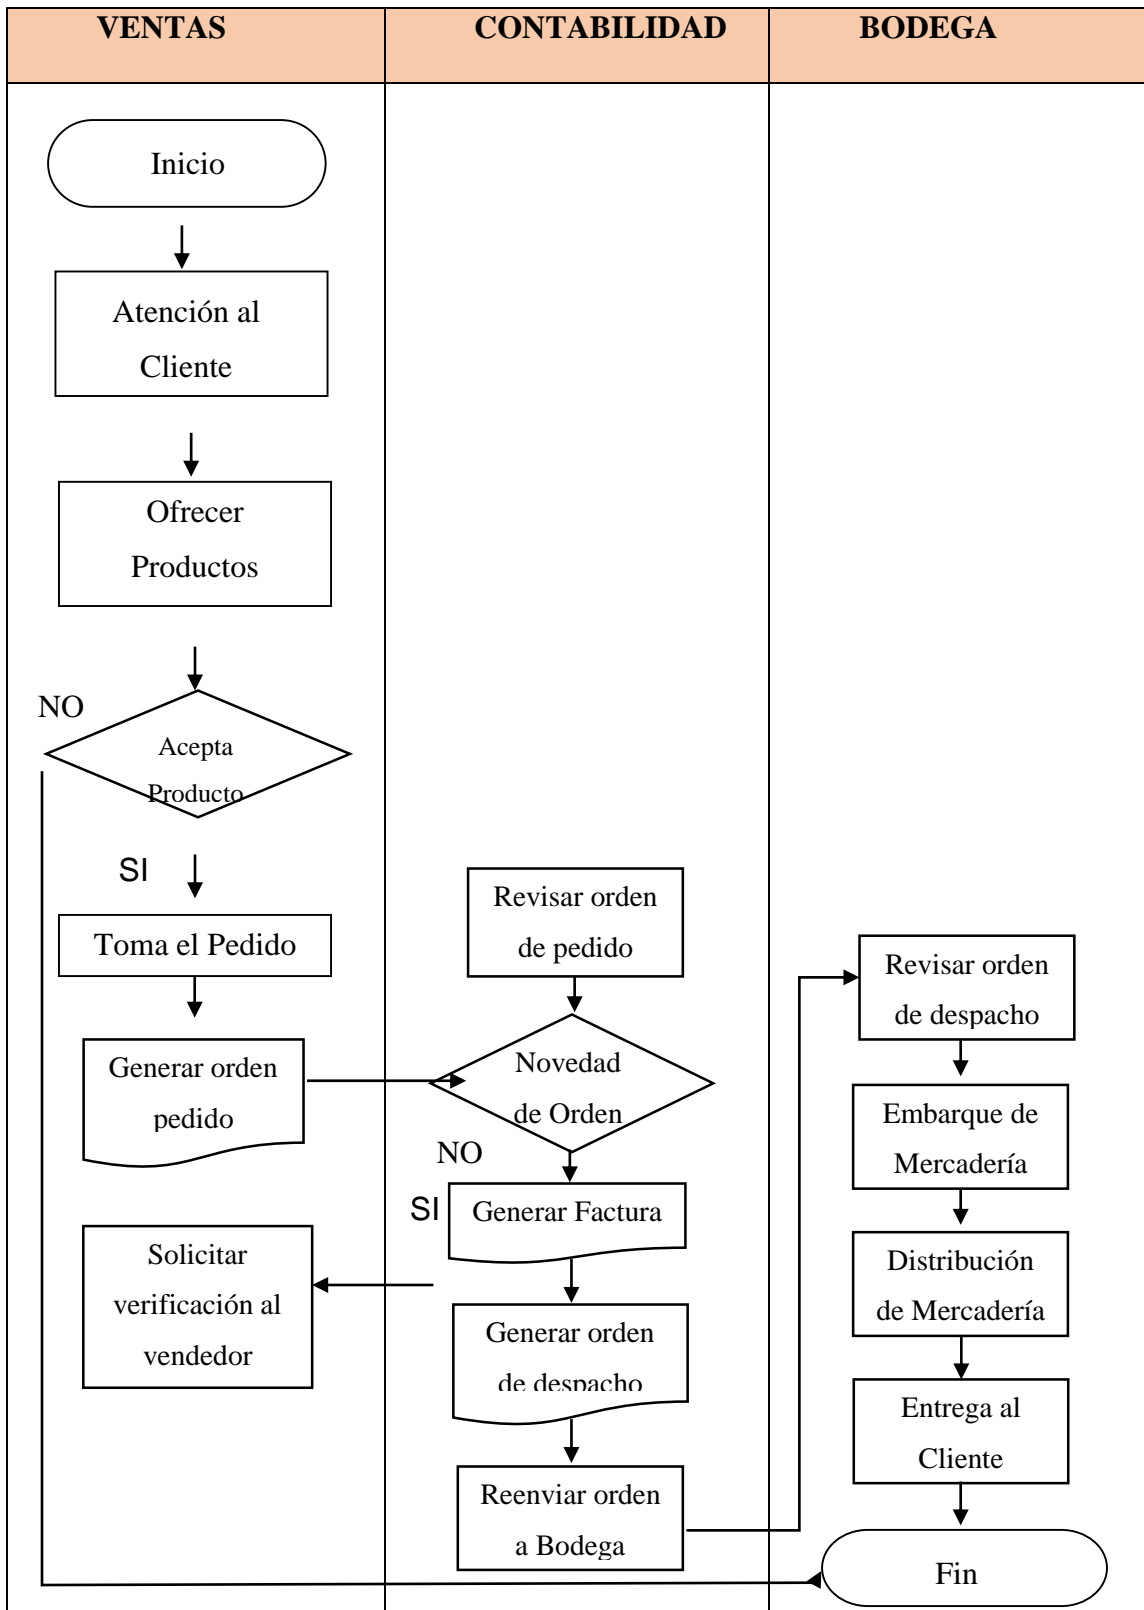 VENTAS
CONTABILIDAD
BODEGA
Inicio
Atención al
Cliente
Ofrecer
Productos
NO
Acepta
Producto
SI
Toma el Pedido
Generar orden
pedido
Solicitar
verificación al
vendedor
Revisar orden
de pedido
Novedad
de Orden
NO
SI
Generar Factura
Generar orden
de despacho
Reenviar orden
a Bodega
Revisar orden
de despacho
Embarque de
Mercadería
Distribución
de Mercadería
Entrega al
Cliente
Fin